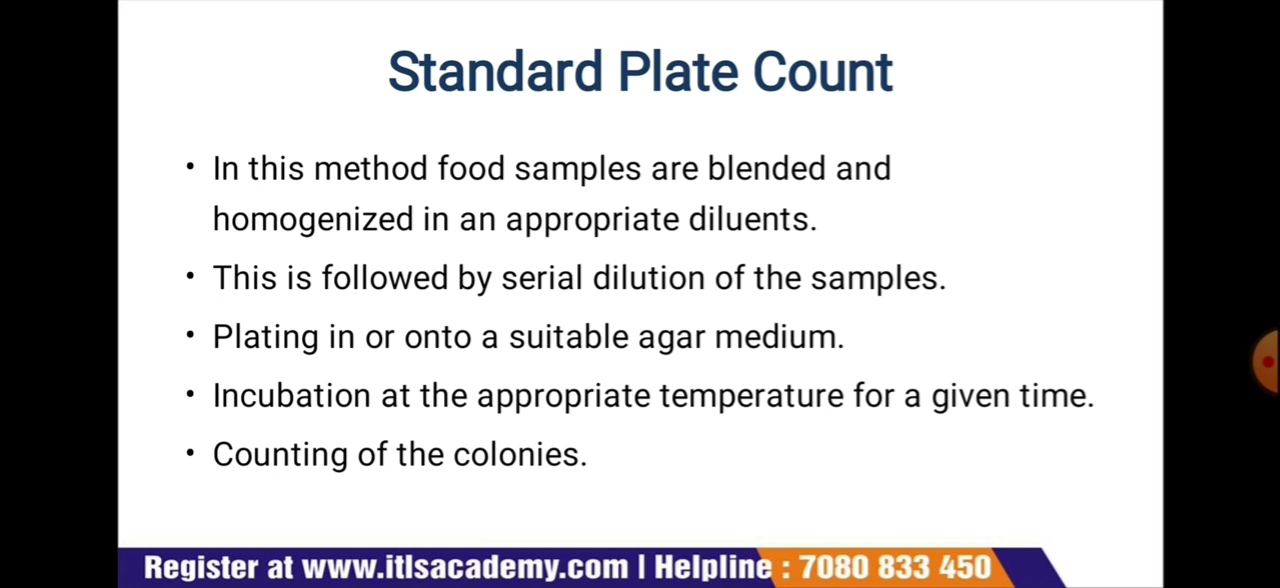 Standard Plate Count
• In this method food samples are blended and
homogenized in an appropriate diluents.
• This is followed by serial dilution of the samples.
• Plating in or onto a suitable agar medium.
• Incubation at the appropriate temperature for a given time.
• Counting of the colonies.
Register at www.itlsacademy.com | Helpline : 7080 833 450